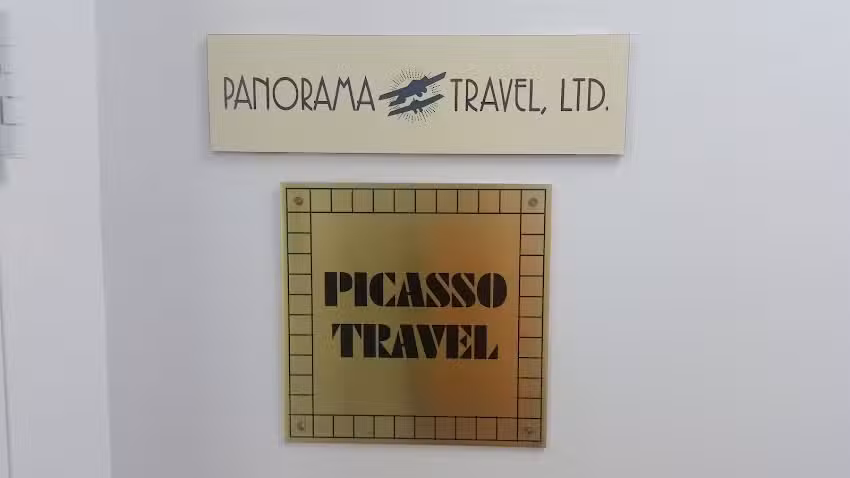 PANORAMA TRAVEL, LTD.
PICASSO
TRAVEL